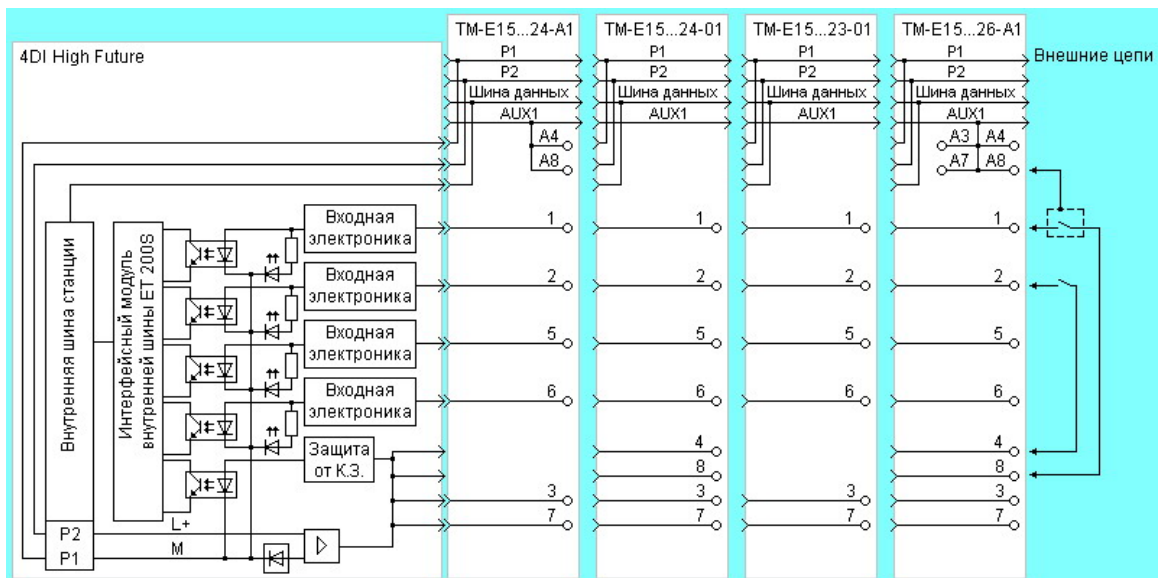 4DI High Future
Внутренняя шина станции
P2
P1
Интерфейсный модуль
внутренней шины ET 200S
Входная
электроника
Входная
электроника
Входная
электроника
Входная
электроника
Защита
от К.З.
L+
M
TM-E15...24-A1
P1
P2
Шина данных
AUX1
A4
A8
1
2
5
6
3
7
TM-E15...24-01
P1
P2
Шина данных
AUX1
1
2
5
6
4
8
3
7
TM-E15...23-01
P1
P2
Шина данных
AUX1
1
2
5
6
3
7
TM-E15...26-A1
P1
P2
Шина данных
AUX1
A3 A4
A7 A8
1
2
5
6
4
8
3
7
Внешние цепи